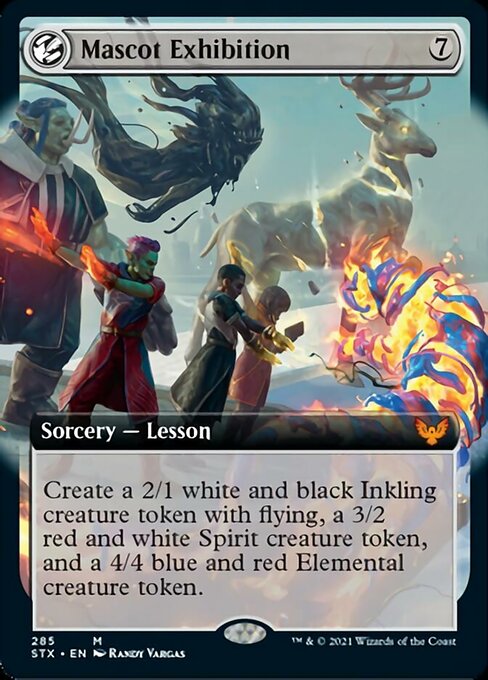 Mascot Exhibition 7
Sorcery — Lesson
Create a 2/1 white and black Inkling
creature token with flying, a 3/2
red and white Spirit creature token,
and a 4/4 blue and red Elemental
creature token.
285 M
STX • EN Randy Vargas
™ & © 2021 Wizards of the Coast